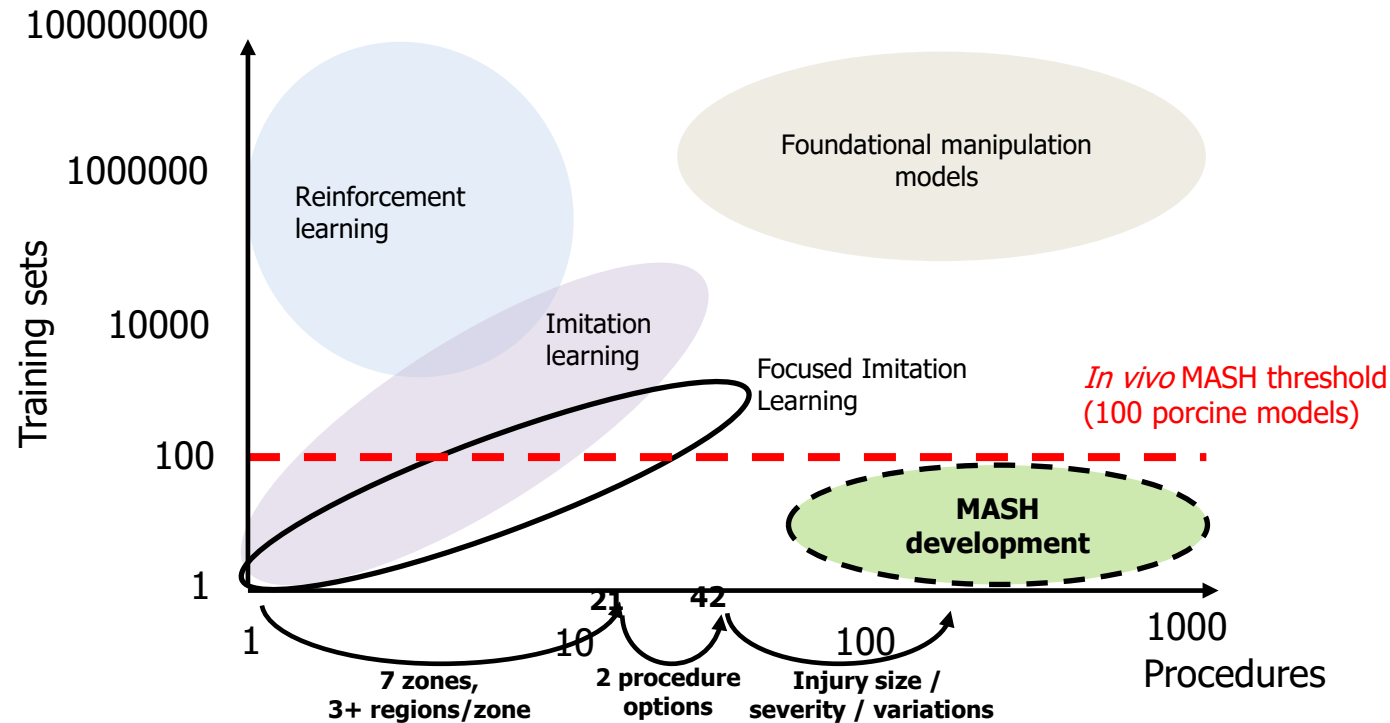 100000000
1000000
10000
100
1
Training sets
Reinforcement
learning
Foundational manipulation
models
Imitation
learning
Focused Imitation
Learning
In vivo MASH threshold
(100 porcine models)
MASH
development
21
42
1
10
100
1000
Procedures
7 zones,
3+ regions/zone
2 procedure
options
Injury size /
severity / variations